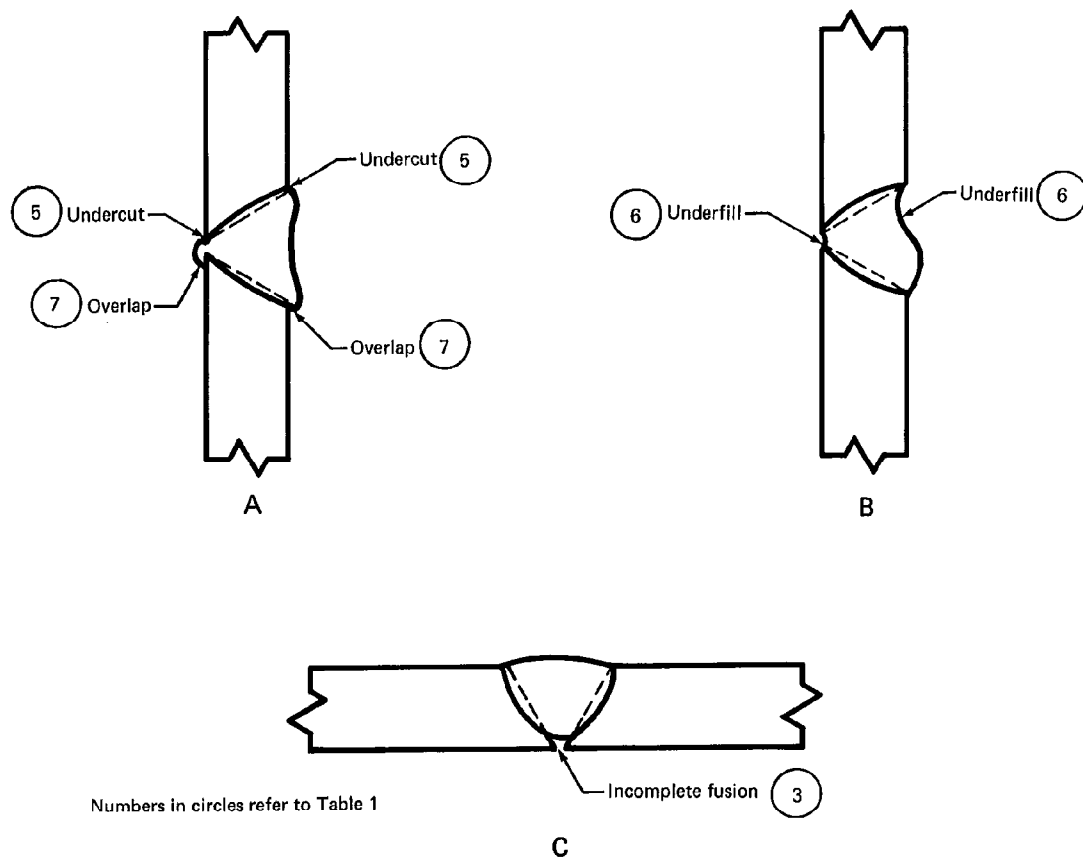 Undercut 5
5 Undercut
7 Overlap
Overlap 7
A
Underfill 6
6 Underfill
B
Incomplete fusion 3
Numbers in circles refer to Table 1
C